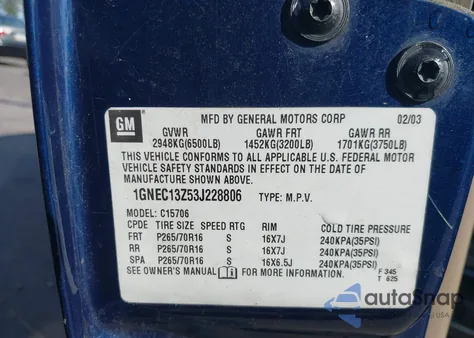 GM
MFD BY GENERAL MOTORS CORP 02/03
GVWR GAWR FRT GAWR RR
2948KG(6500LB) 1452KG(3200LB) 1701KG(3750LB)
THIS VEHICLE CONFORMS TO ALL APPLICABLE U.S. FEDERAL MOTOR
VEHICLE SAFETY STANDARDS IN EFFECT ON THE DATE OF
MANUFACTURE SHOWN ABOVE.
1GNEC13Z53J228806 TYPE: M.P.V.
MODEL: C15706
CPDE TIRE SIZE SPEED RTG RIM COLD TIRE PRESSURE
FRT P265/70R16 S 16X7J 240KPA(35PSI)
RR P265/70R16 S 16X7J 240KPA(35PSI)
SPA P265/70R16 S 16X6.5J 240KPA(35PSI)
SEE OWNER'S MANUAL i FOR MORE INFORMATION.
F 345
T 625
autoSnap